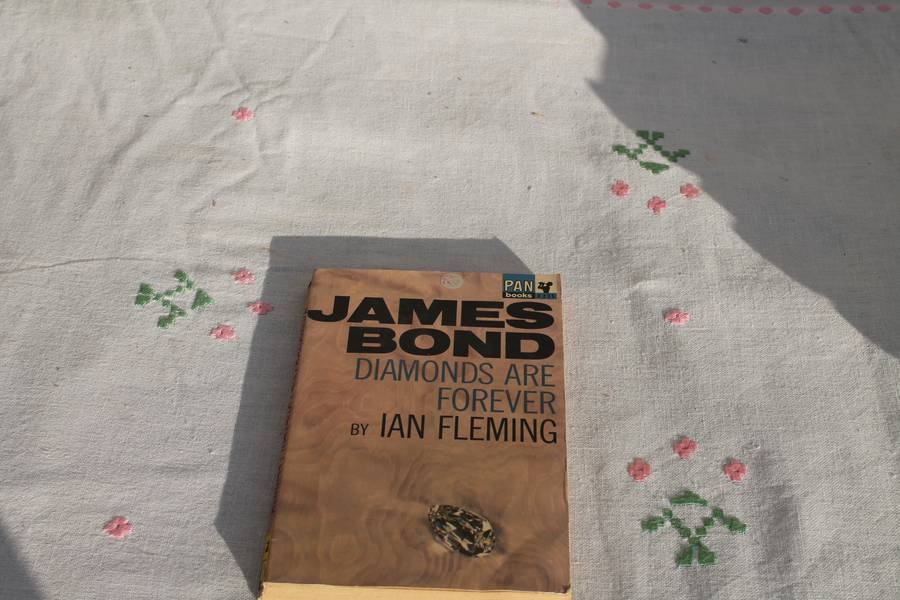 PAN
books
JAMES
BOND
DIAMONDS ARE
FOREVER
BY IAN FLEMING